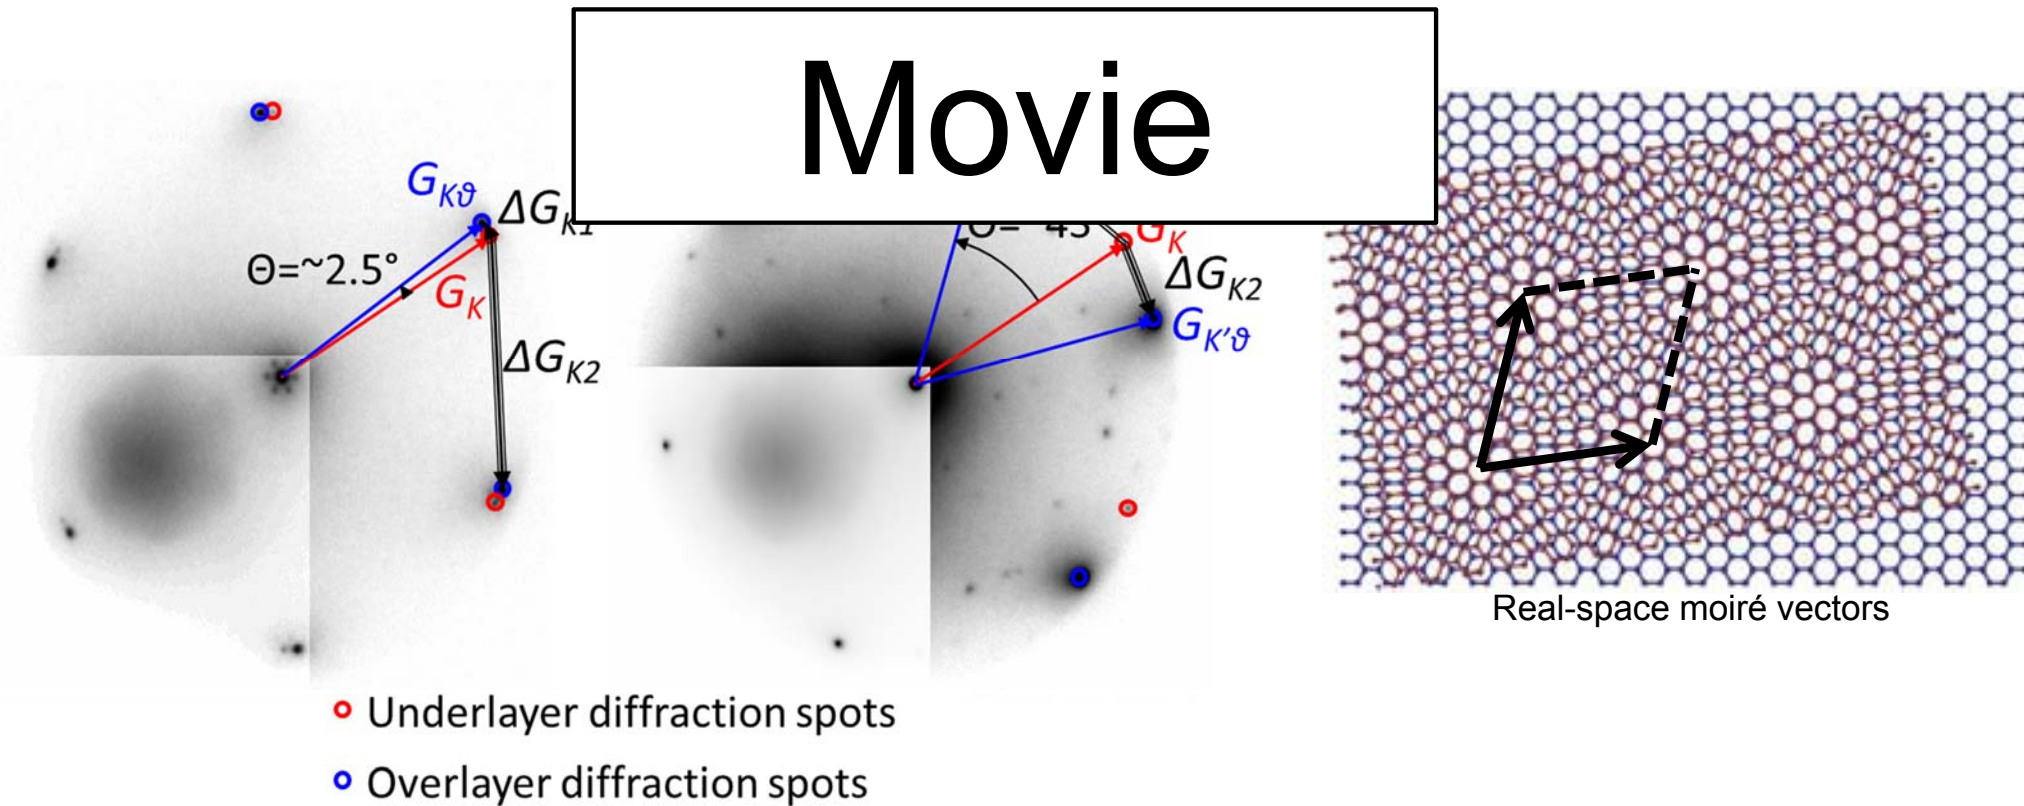 Movie
G_Kϑ
ΔG_K1
Θ=~2.5°
G_K
ΔG_K2
G_K
ΔG_K2
G_K'ϑ
Real-space moiré vectors
Underlayer diffraction spots
Overlayer diffraction spots